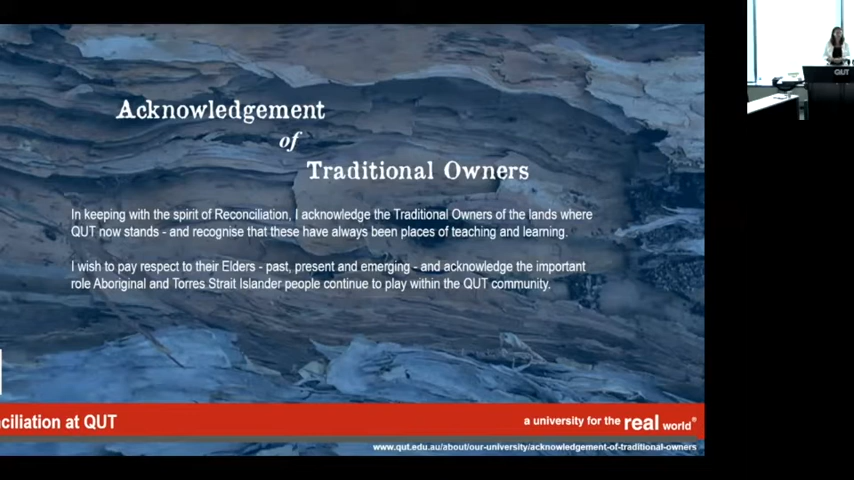 Acknowledgement
of
Traditional Owners
In keeping with the spirit of Reconciliation, I acknowledge the Traditional Owners of the lands where
QUT now stands - and recognise that these have always been places of teaching and learning.
I wish to pay respect to their Elders - past, present and emerging - and acknowledge the important
role Aboriginal and Torres Strait Islander people continue to play within the QUT community.
ciliation at QUT
a university for the real world®
www.qut.edu.au/about/our-university/acknowledgement-of-traditional-owners
QUT